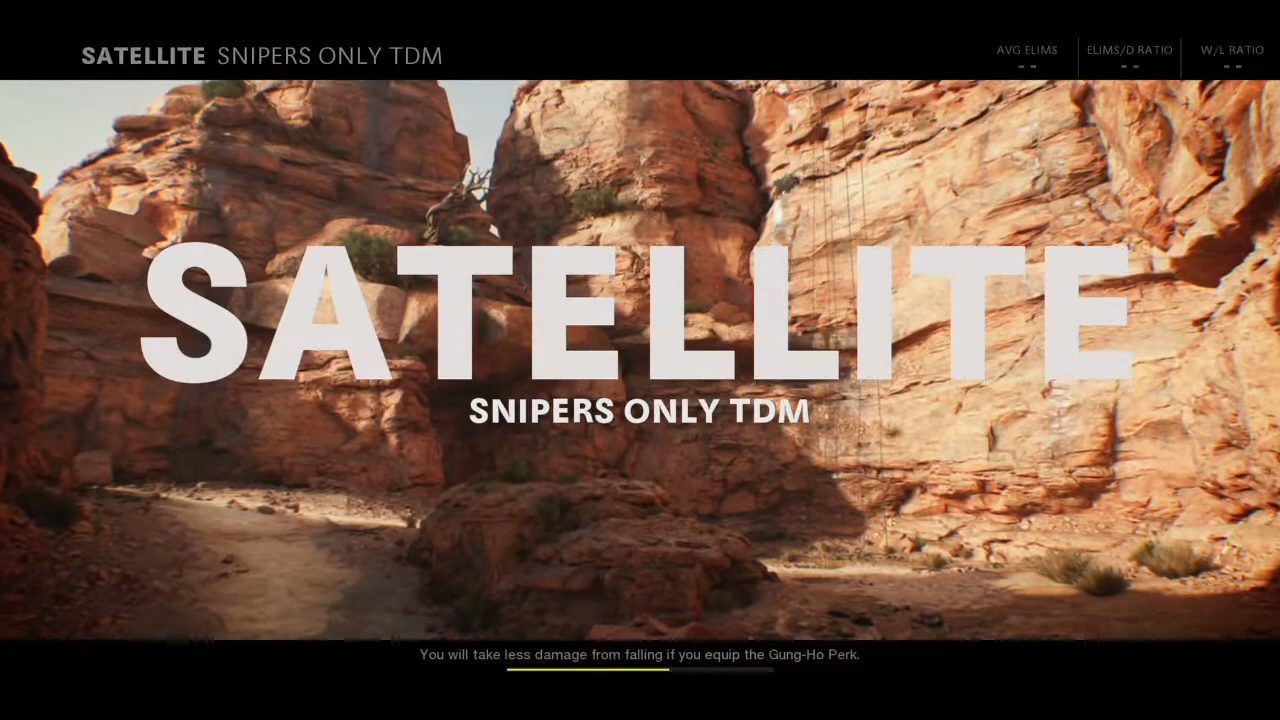 SATELLITE SNIPERS ONLY TDM
AVG ELIMS
ELIMS/D RATIO
W/L RATIO
--
--
--
SATELLITE
SNIPERS ONLY TDM
You will take less damage from falling if you equip the Gung-Ho Perk.